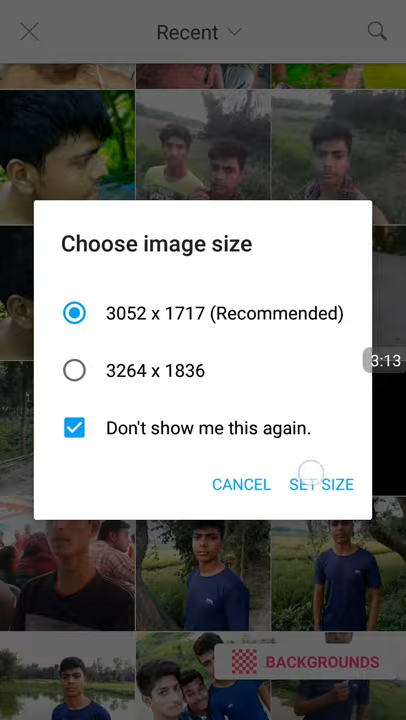 Recent
Choose image size
3052 x 1717 (Recommended)
3264 x 1836
3:13
Don't show me this again.
CANCEL SET SIZE
BACKGROUNDS